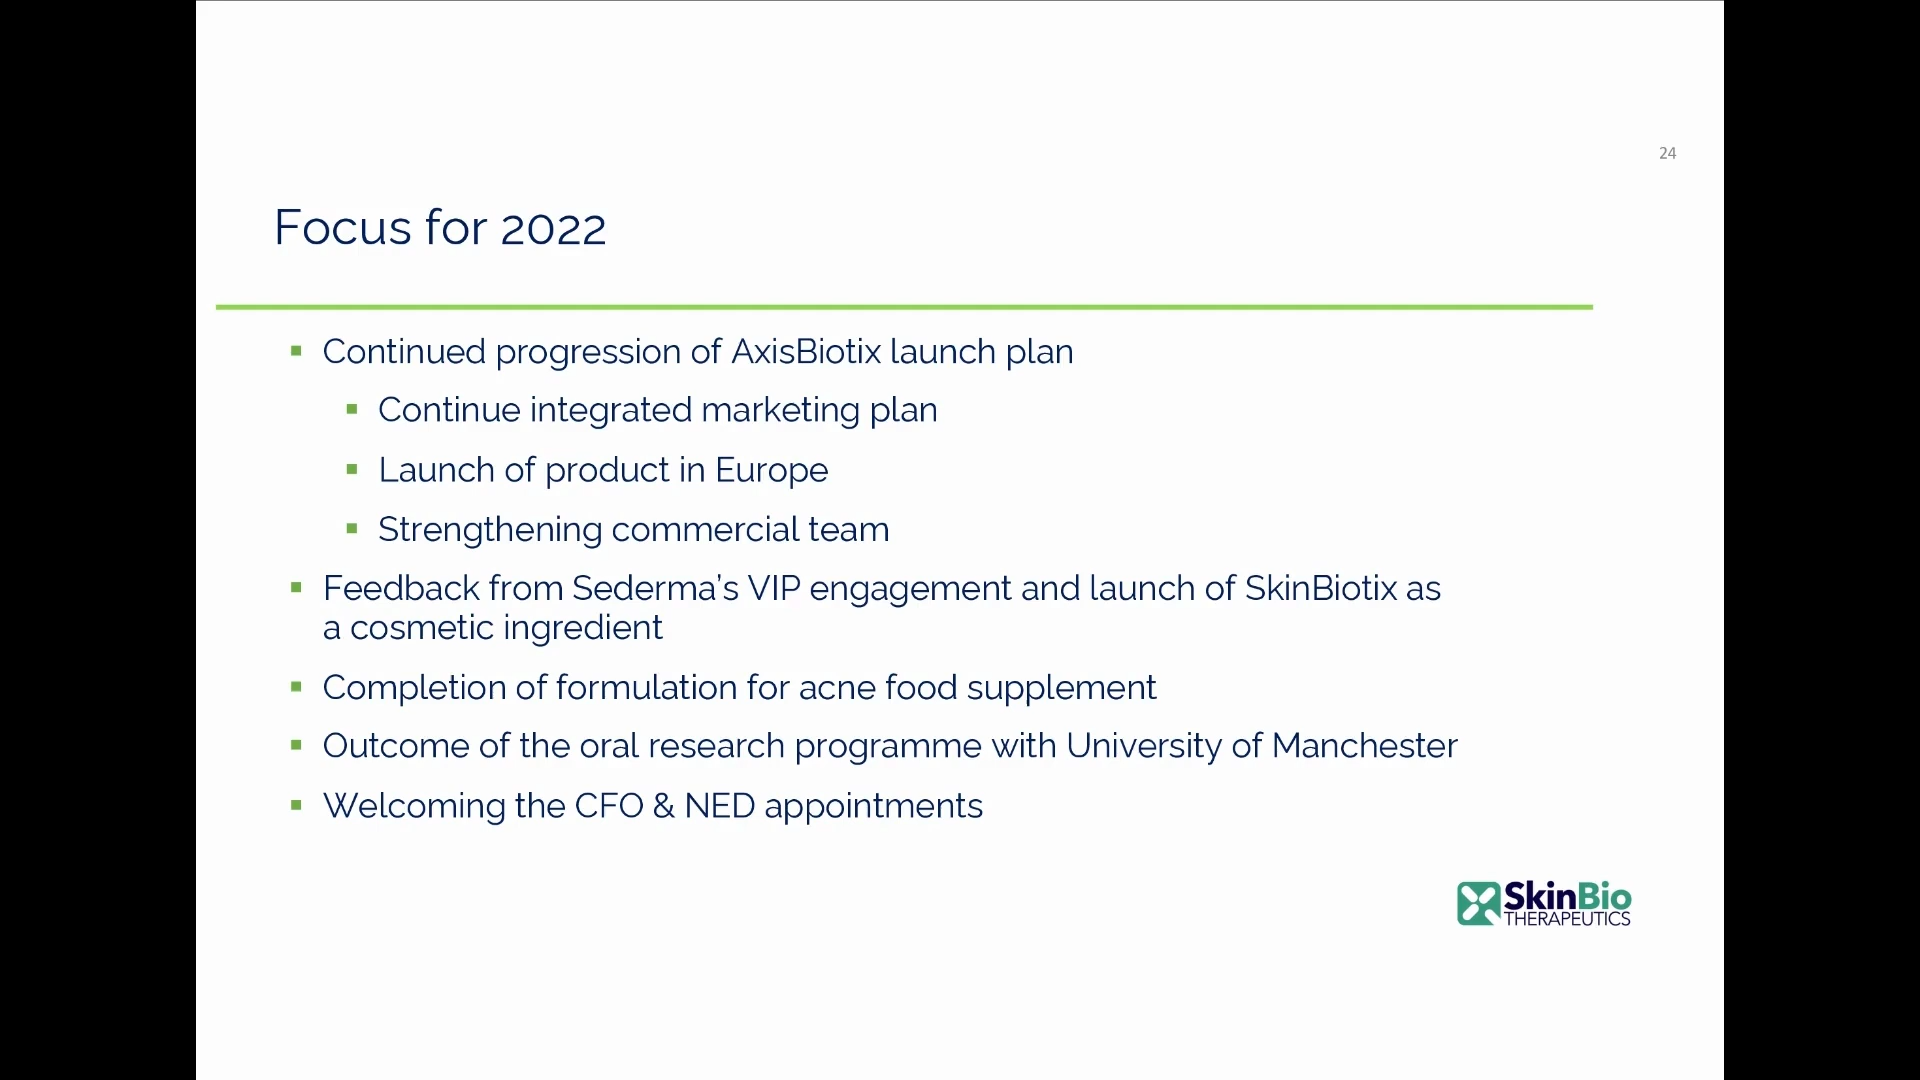 24
Focus for 2022
Continued progression of AxisBiotix launch plan
Continue integrated marketing plan
Launch of product in Europe
Strengthening commercial team
Feedback from Sederma’s VIP engagement and launch of SkinBiotix as
a cosmetic ingredient
Completion of formulation for acne food supplement
Outcome of the oral research programme with University of Manchester
Welcoming the CFO & NED appointments
SkinBio
THERAPEUTICS